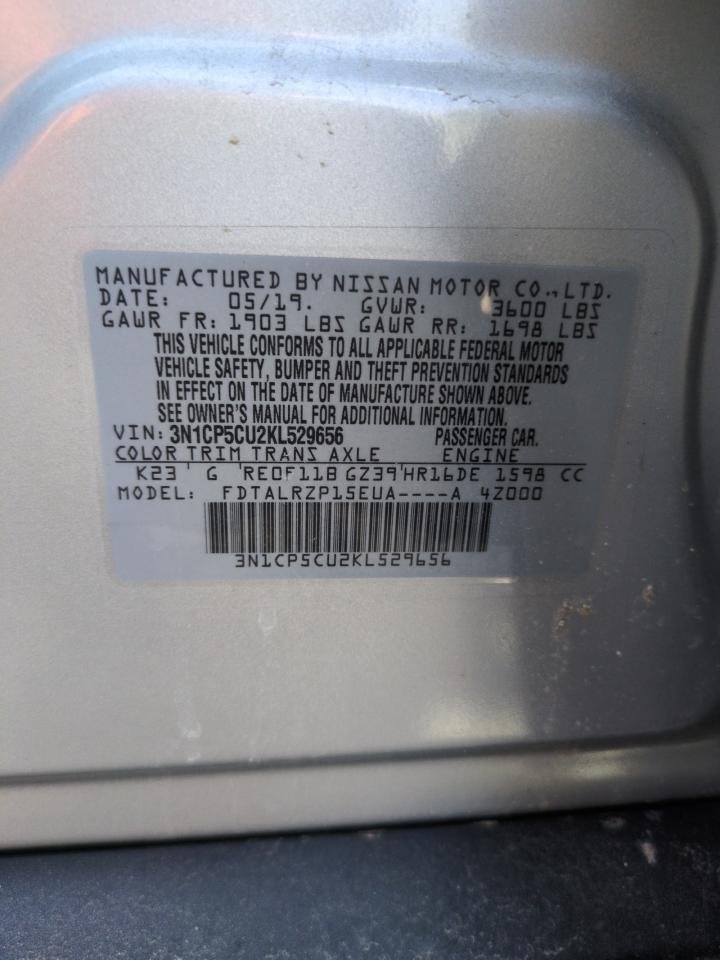 MANUFACTURED BY NISSAN MOTOR CO.,LTD.
DATE: 05/19. GVWR: 3600 LBS
GAWR FR: 1903 LBS GAWR RR: 1698 LBS
THIS VEHICLE CONFORMS TO ALL APPLICABLE FEDERAL MOTOR
VEHICLE SAFETY, BUMPER AND THEFT PREVENTION STANDARDS
IN EFFECT ON THE DATE OF MANUFACTURE SHOWN ABOVE.
SEE OWNER'S MANUAL FOR ADDITIONAL INFORMATION.
VIN: 3N1CP5CU2KL529656 PASSENGER CAR.
COLOR TRIM TRANS AXLE ENGINE
K23 G RE0F11B GZ39 HR16DE 1598 CC
MODEL: FDTALRZP15EUA----A 4Z000
3N1CP5CU2KL529656